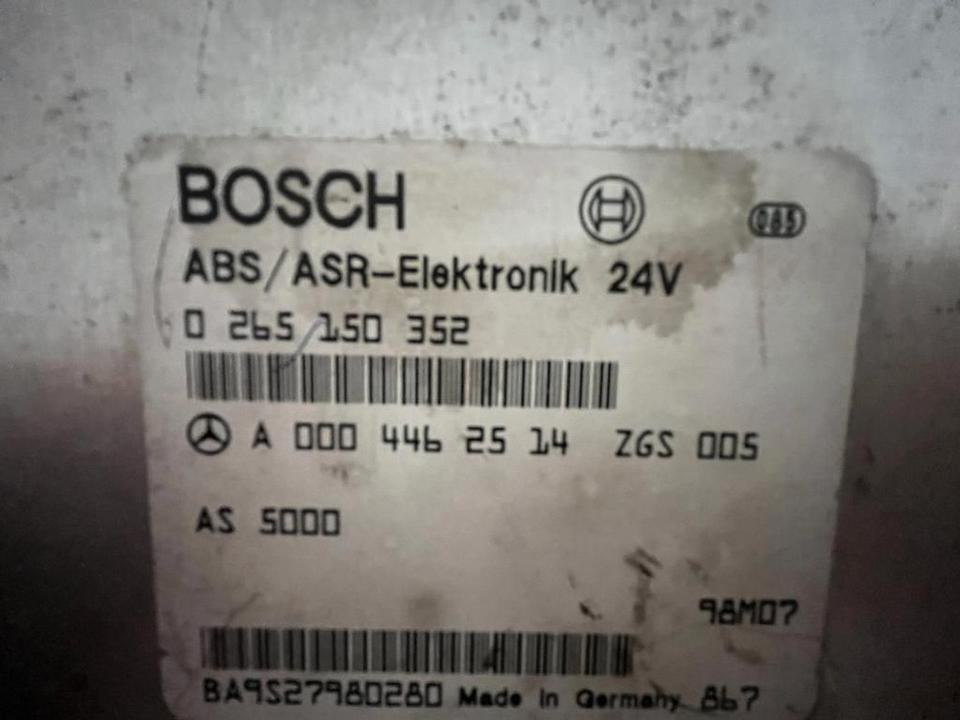 BOSCH
085
ABS/ASR-Elektronik 24V
0 265 150 352
A 000 446 25 14 ZGS 005
AS 5000
98M07
BA9S27980280 Made in Germany 867